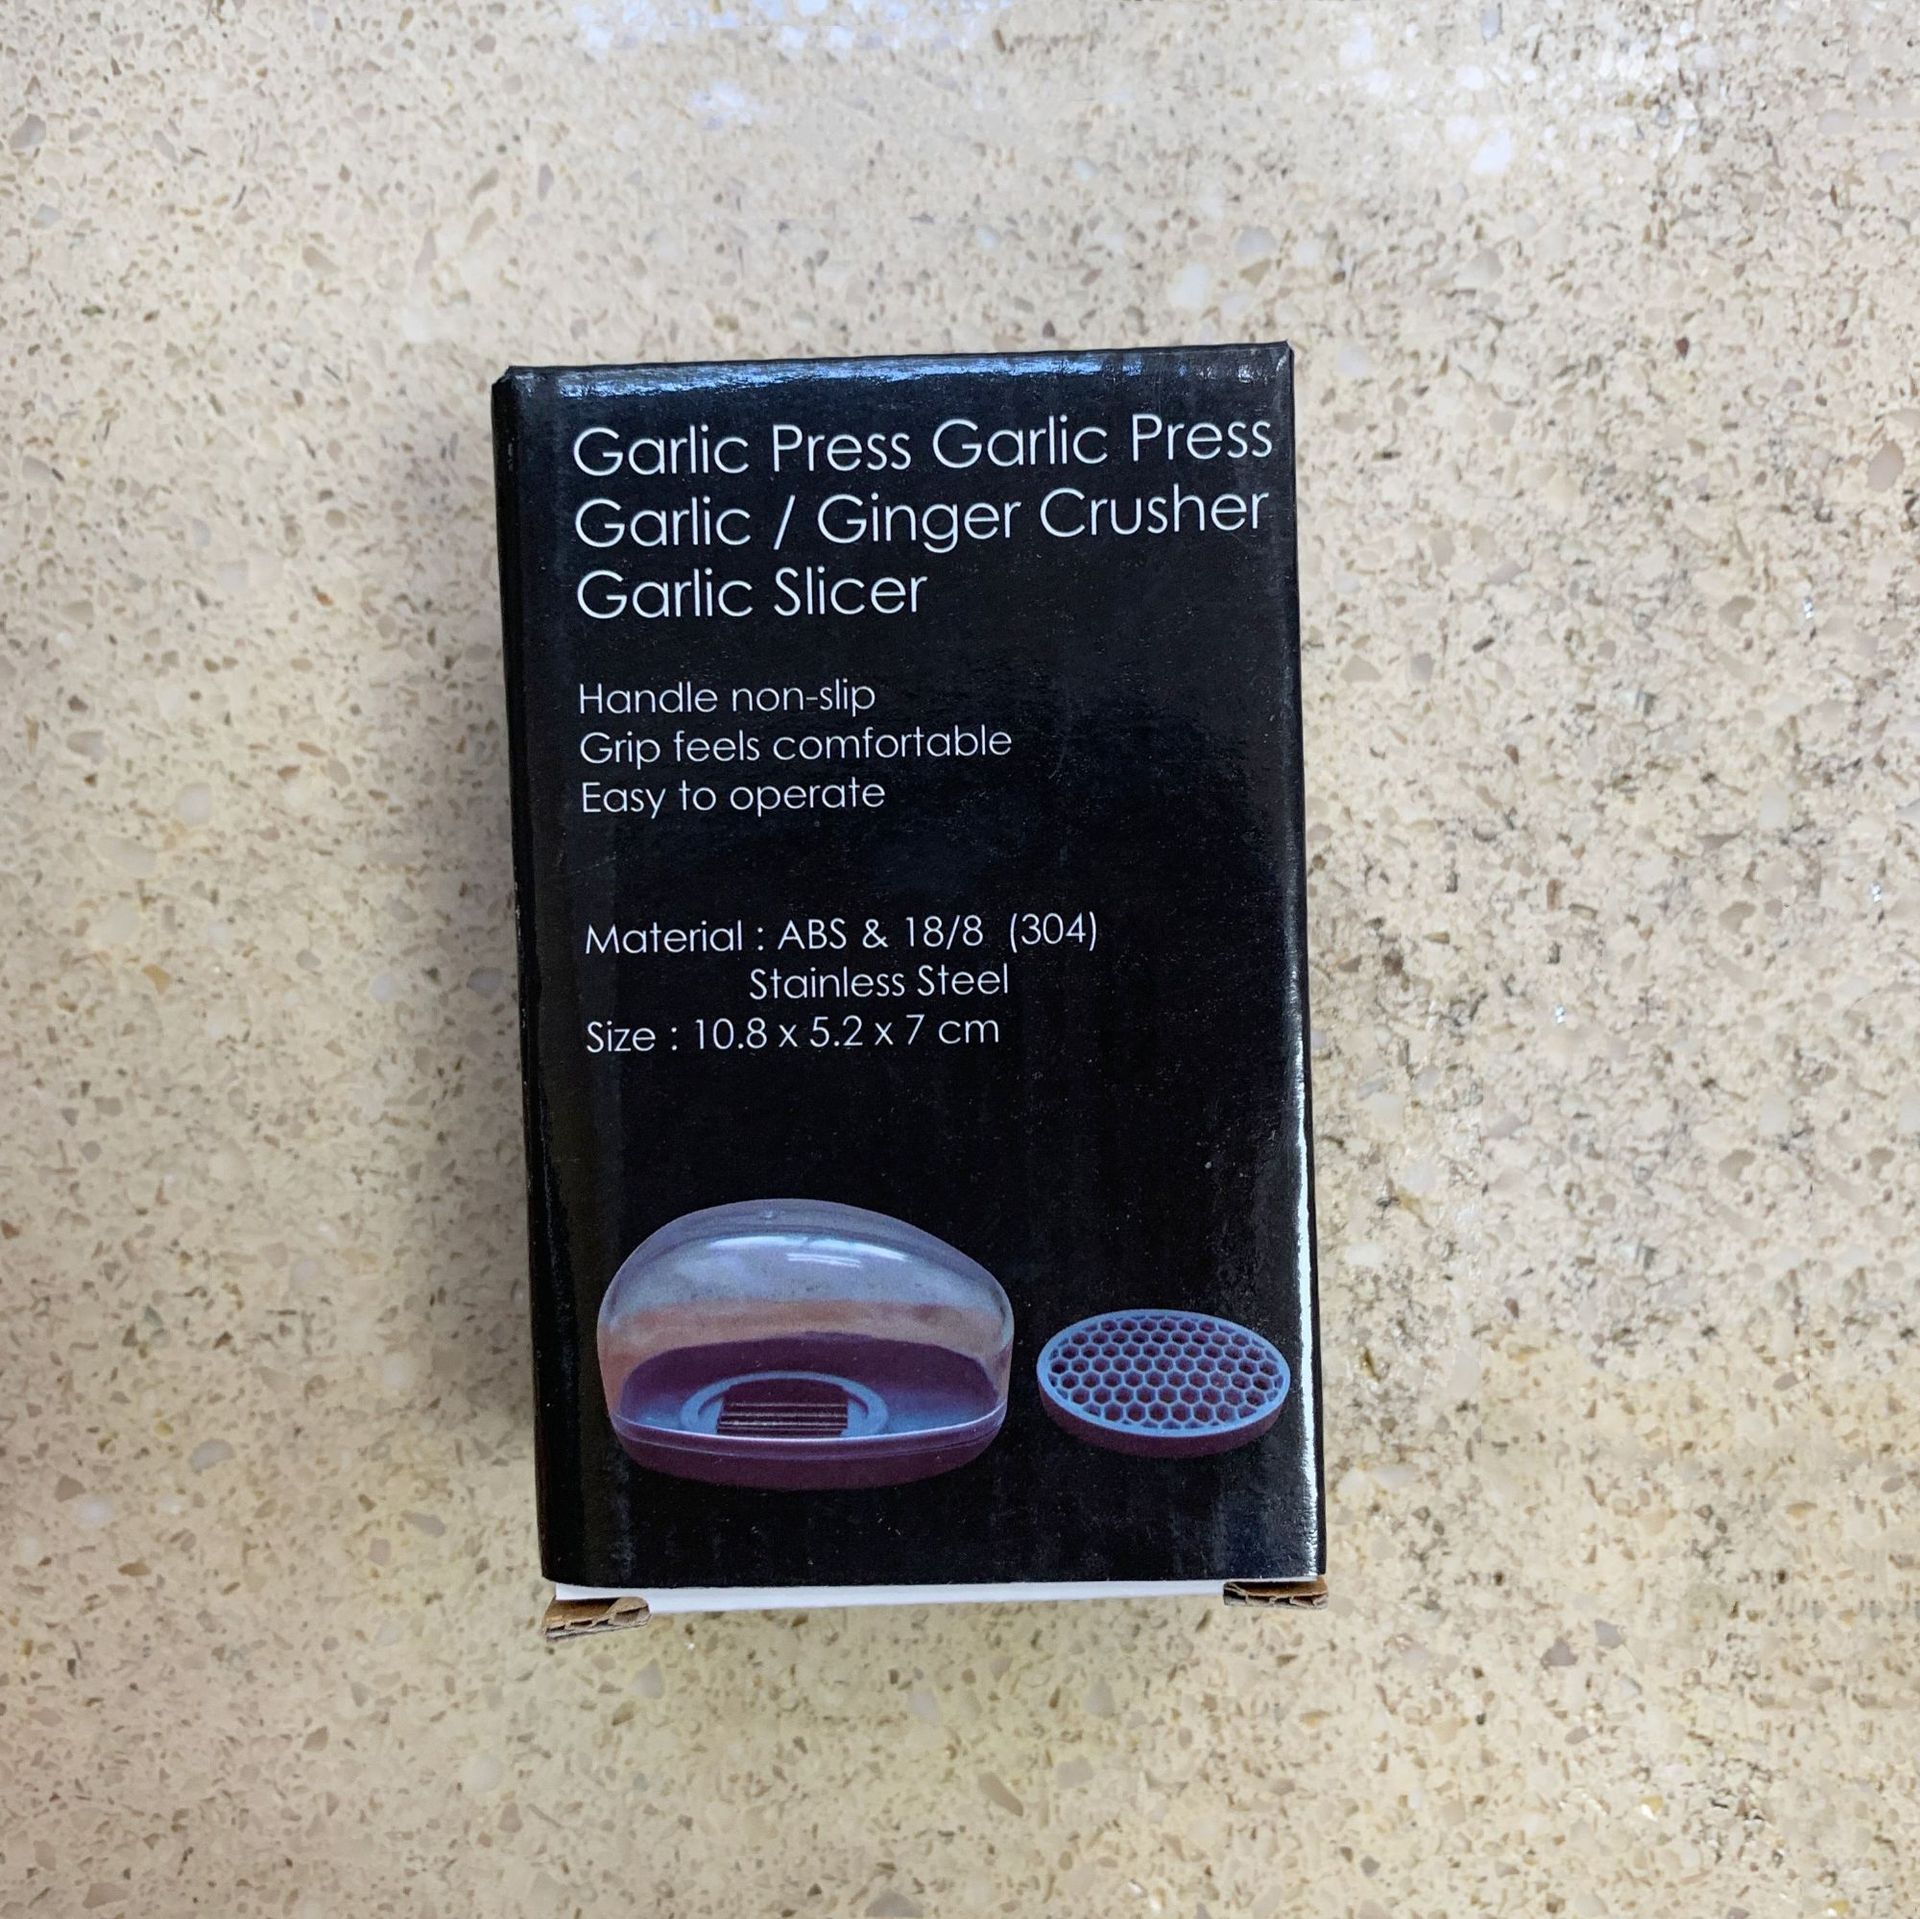 Garlic Press Garlic Press
Garlic / Ginger Crusher
Garlic Slicer
Handle non-slip
Grip feels comfortable
Easy to operate
Material : ABS & 18/8 (304)
Stainless Steel
Size : 10.8 x 5.2 x 7 cm